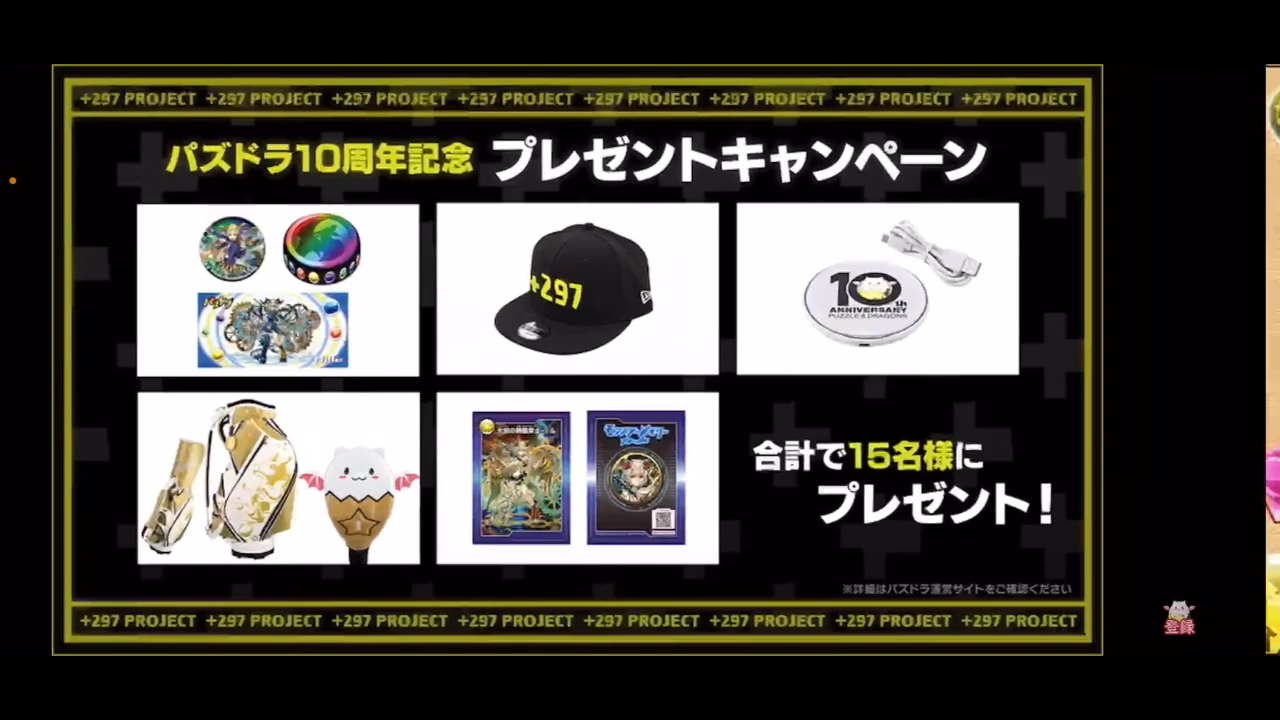 +297 PROJECT +297 PROJECT +297 PROJECT +297 PROJECT +297 PROJECT +297 PROJECT +297 PROJECT +297 PROJECT
パズドラ10周年記念 プレゼントキャンペーン
パズドラ
+297
10th
ANNIVERSARY
PUZZLE & DRAGONS
合計で15名様に
プレゼント!
※詳細はパズドラ運営サイトをご確認ください
+297 PROJECT +297 PROJECT +297 PROJECT +297 PROJECT +297 PROJECT +297 PROJECT +297 PROJECT +297 PROJECT
登録